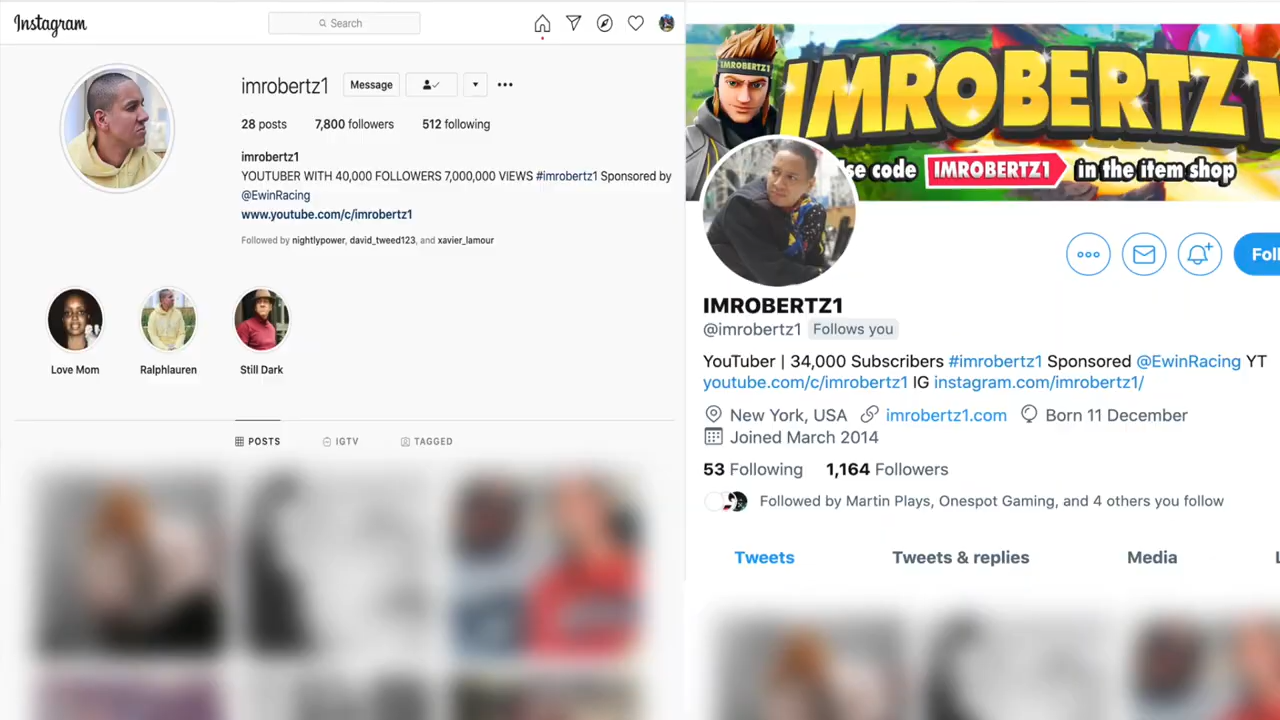 Instagram
Search
imrobertz1
Message
28 posts
7,800 followers
512 following
imrobertz1
YOUTUBER WITH 40,000 FOLLOWERS 7,000,000 VIEWS #imrobertz1 Sponsored by
@EwinRacing
www.youtube.com/c/imrobertz1
Followed by nightlypower, david_tweed123, and xavier_lamour
Love Mom
Ralphlauren
Still Dark
POSTS
IGTV
TAGGED
IMROBERTZ1
IMROBERTZ1
se code IMROBERTZ1 in the item shop
Foll
IMROBERTZ1
@imrobertz1 Follows you
YouTuber | 34,000 Subscribers #imrobertz1 Sponsored @EwinRacing YT
youtube.com/c/imrobertz1 IG instagram.com/imrobertz1/
New York, USA imrobertz1.com Born 11 December
Joined March 2014
53 Following 1,164 Followers
Followed by Martin Plays, Onespot Gaming, and 4 others you follow
Tweets
Tweets & replies
Media
L